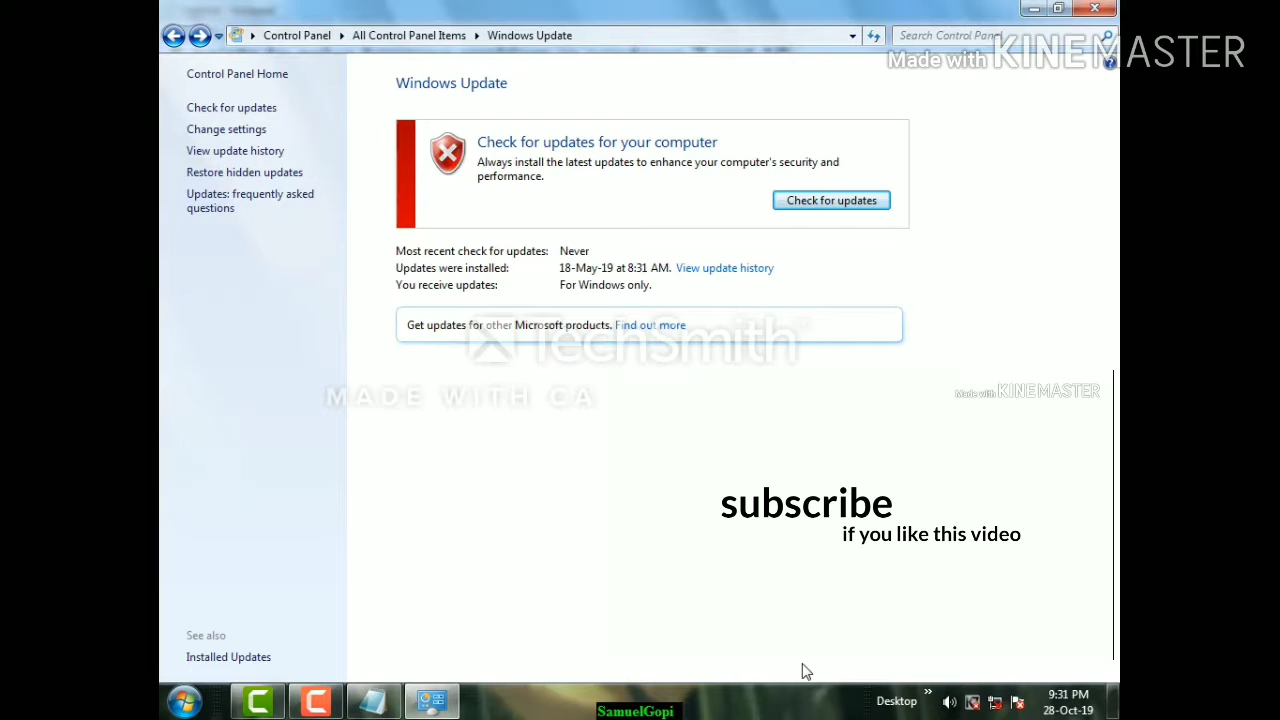 Control Panel
All Control Panel Items
Windows Update
Search Control Panel
Made with KINEMASTER
Control Panel Home
Check for updates
Change settings
View update history
Restore hidden updates
Updates: frequently asked
questions
Windows Update
Check for updates for your computer
Always install the latest updates to enhance your computer's security and
performance.
Check for updates
Most recent check for updates: Never
Updates were installed: 18-May-19 at 8:31 AM. View update history
You receive updates: For Windows only.
Get updates for other Microsoft products. Find out more
TechSmith
MADE WITH CA
Made with KINEMASTER
subscribe
if you like this video
See also
Installed Updates
Desktop
9:31 PM
28-Oct-19
SamuelGopi